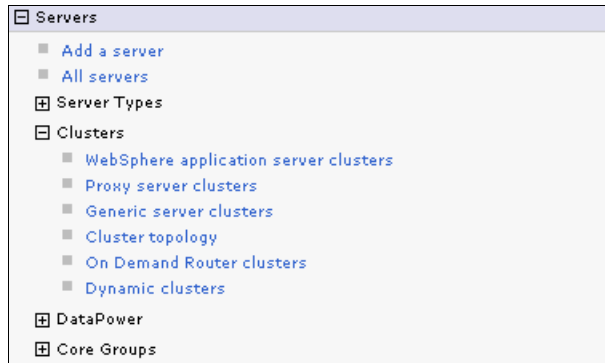 Servers
Add a server
All servers
Server Types
Clusters
WebSphere application server clusters
Proxy server clusters
Generic server clusters
Cluster topology
On Demand Router clusters
Dynamic clusters
DataPower
Core Groups